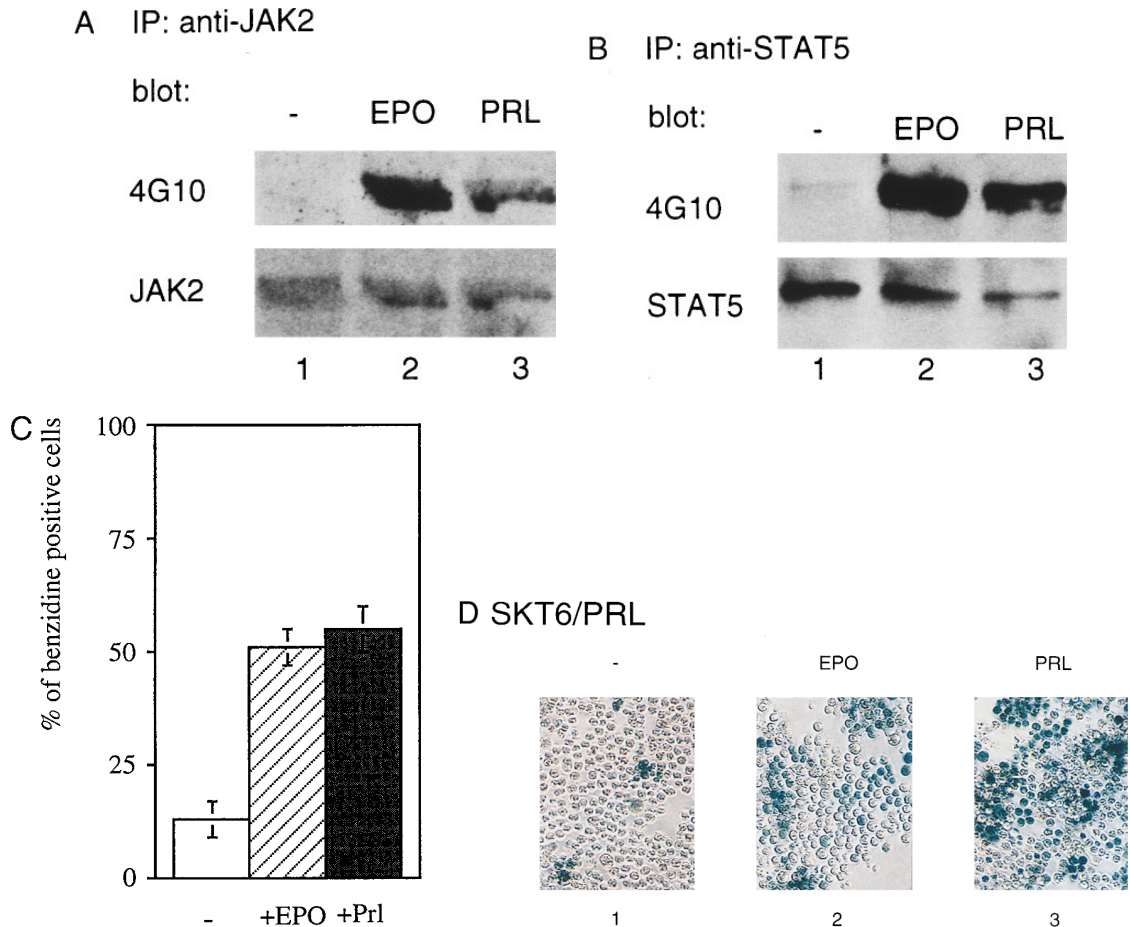 A IP: anti-JAK2
blot:
- EPO PRL
4G10
JAK2
1 2 3
B IP: anti-STAT5
blot:
- EPO PRL
4G10
STAT5
1 2 3
C
% of benzidine positive cells
100
75
50
25
0
- +EPO +Prl
D SKT6/PRL
- EPO PRL
1 2 3